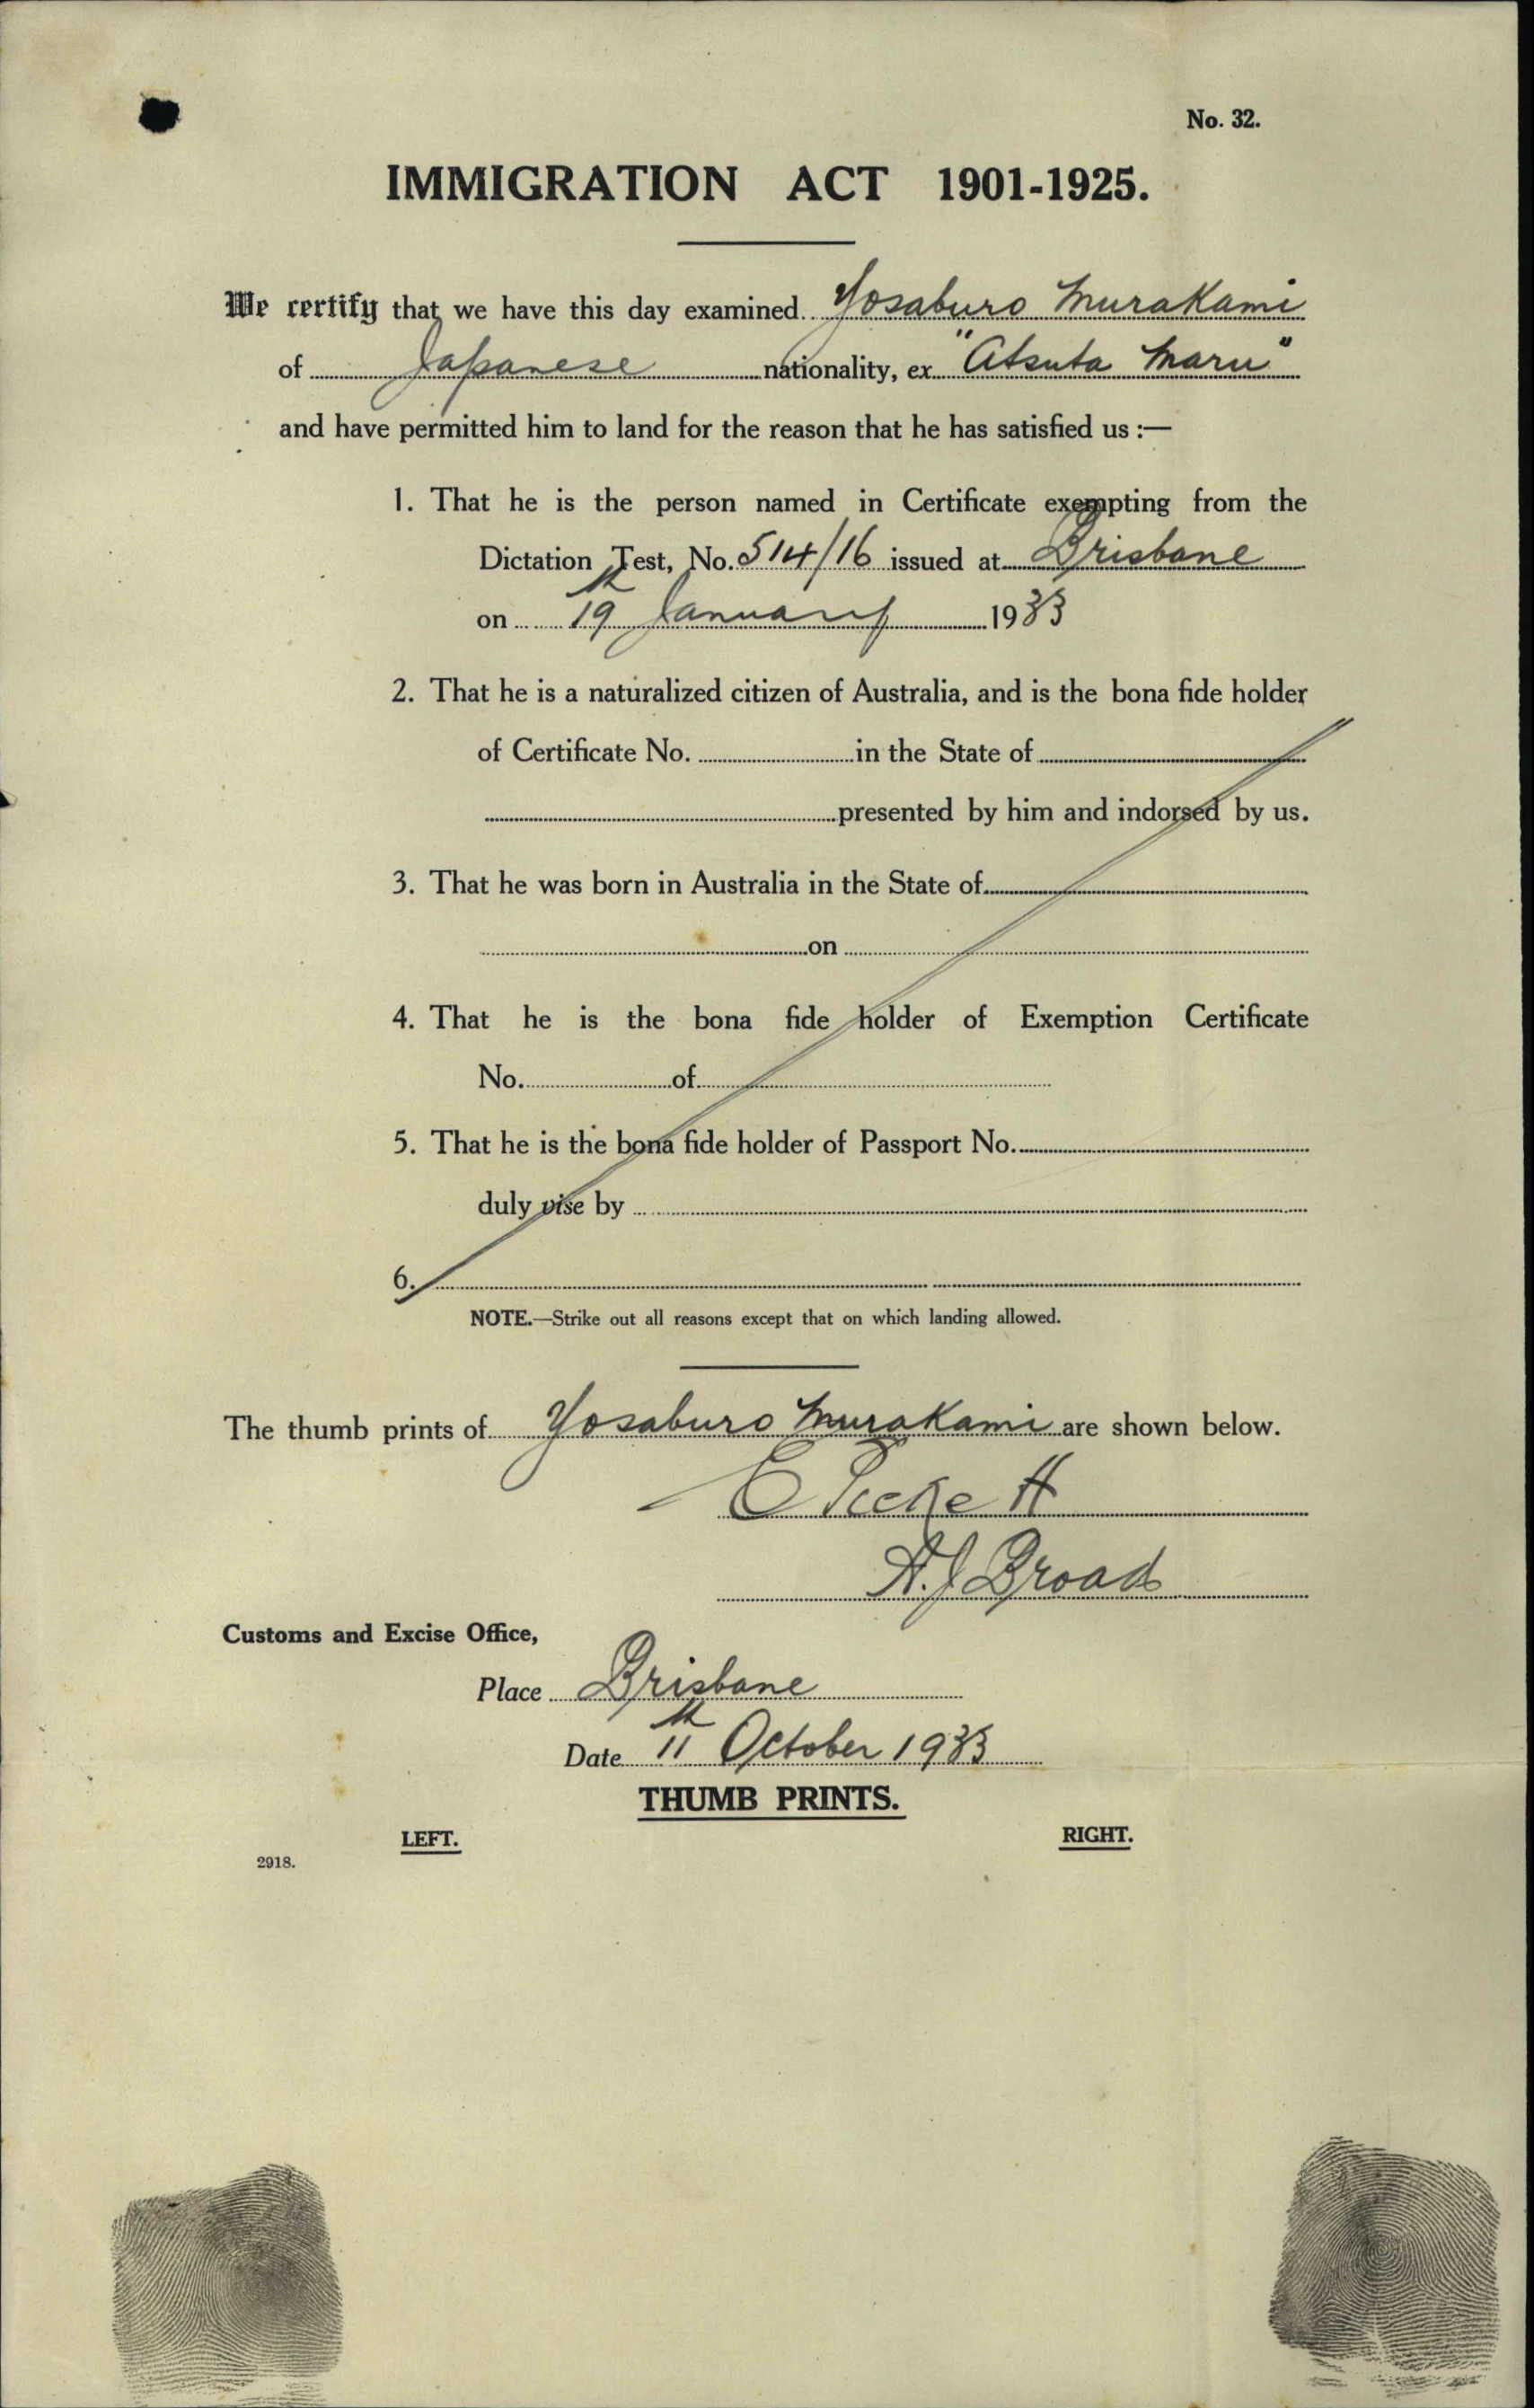 No. 32.
IMMIGRATION ACT 1901-1925.
We certify that we have this day examined Yosaburo Murakami
of Japanese nationality, ex "Atsuta Maru"
and have permitted him to land for the reason that he has satisfied us :—
1. That he is the person named in Certificate exempting from the
Dictation Test, No. 514/16 issued at Brisbane
on 19th January 1933
2. That he is a naturalized citizen of Australia, and is the bona fide holder
of Certificate No. in the State of
presented by him and indorsed by us.
3. That he was born in Australia in the State of
on
4. That he is the bona fide holder of Exemption Certificate
No. of
5. That he is the bona fide holder of Passport No.
duly vise by
6.
NOTE.—Strike out all reasons except that on which landing allowed.
The thumb prints of Yosaburo Murakami are shown below.
A.J Broad
Customs and Excise Office,
Place Brisbane
Date 11th October 1933
THUMB PRINTS.
LEFT. RIGHT.
2918.